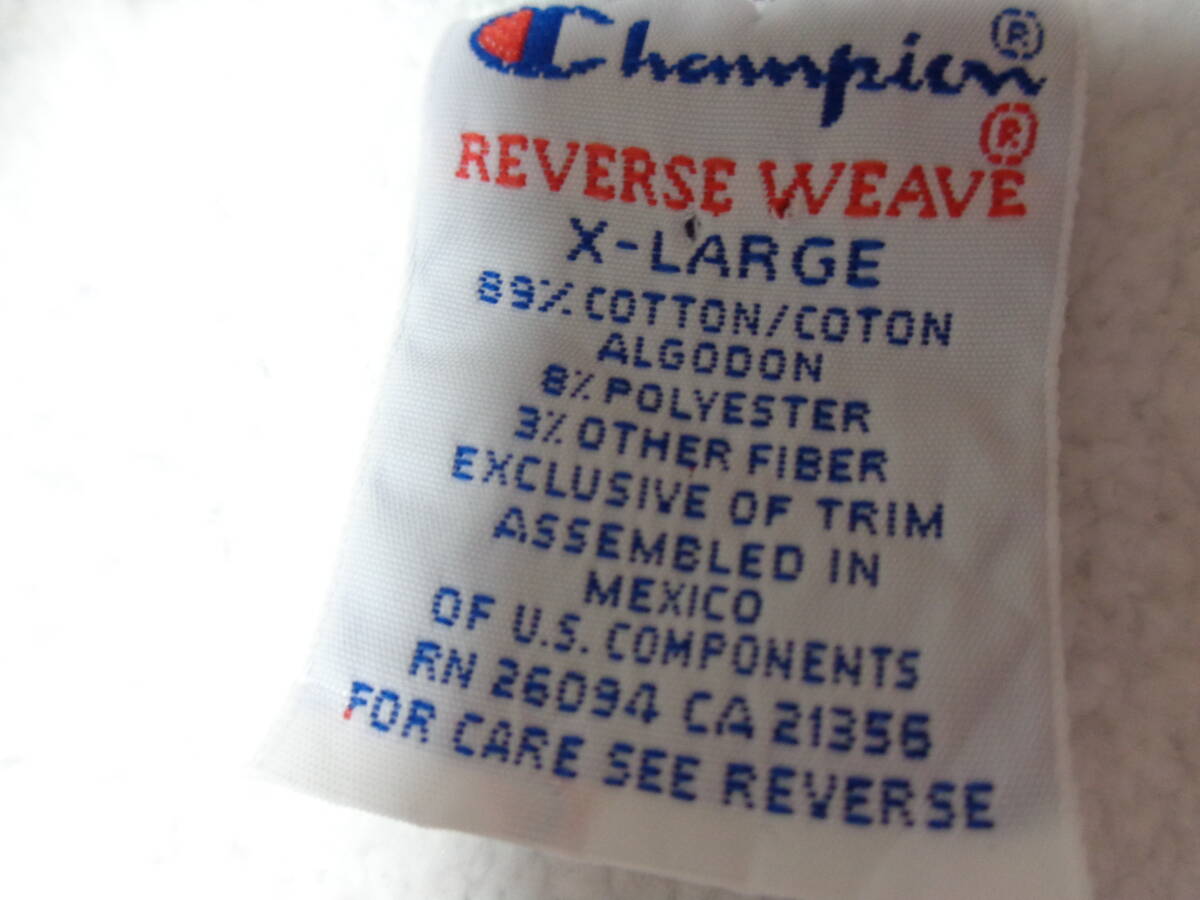 Champion®
REVERSE WEAVE®
X-LARGE
89% COTTON/COTON
ALGODON
8% POLYESTER
3% OTHER FIBER
EXCLUSIVE OF TRIM
ASSEMBLED IN
MEXICO
OF U.S. COMPONENTS
RN 26094 CA 21356
FOR CARE SEE REVERSE